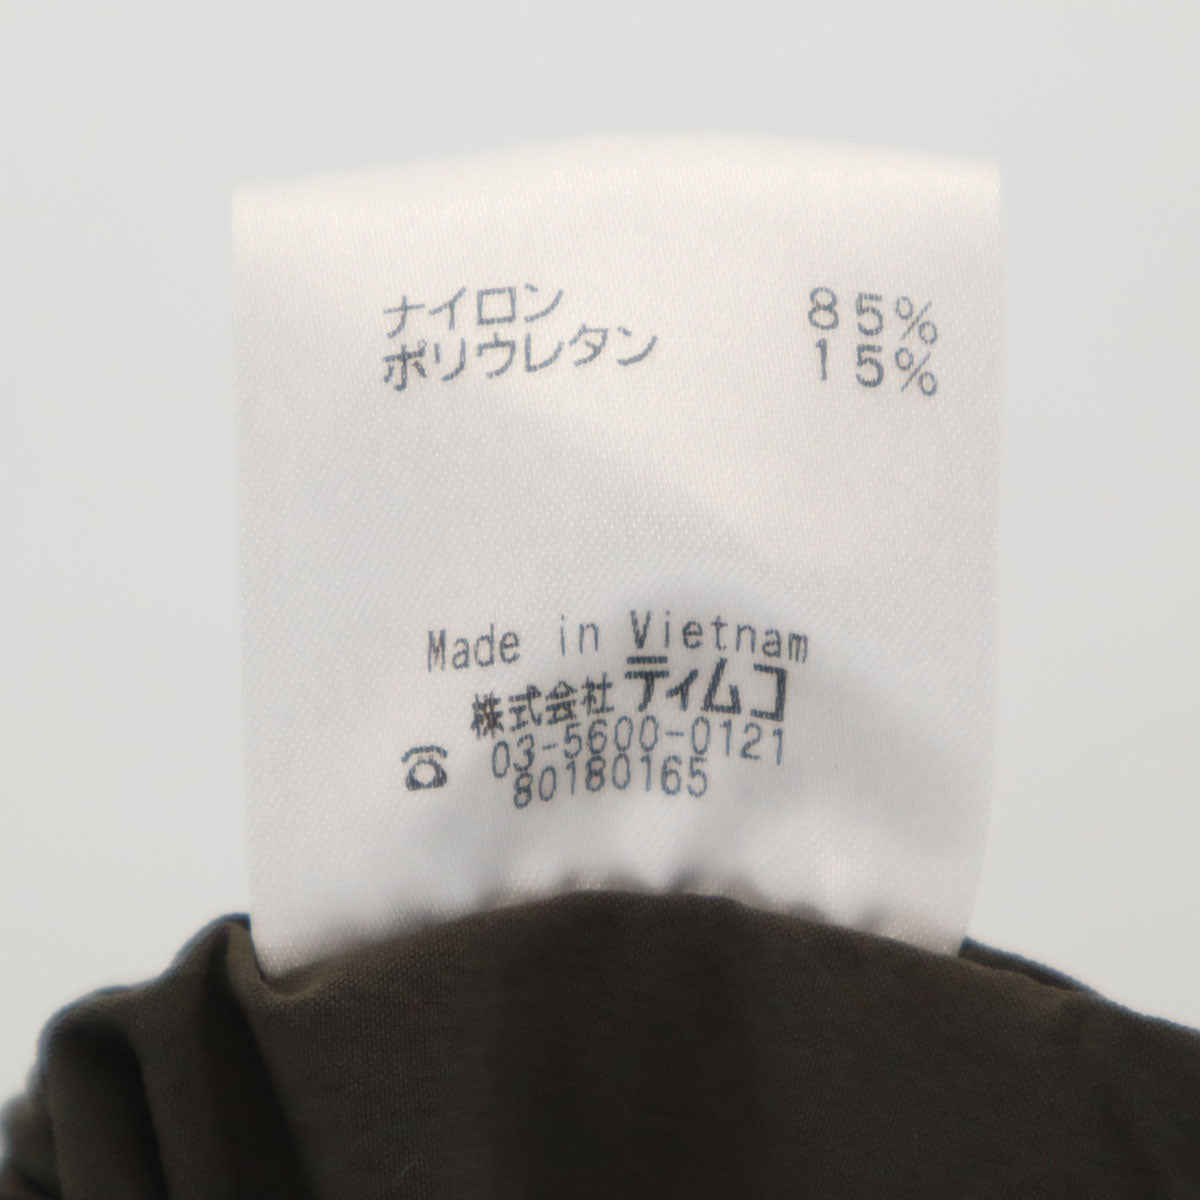 ナイロン 85%
ポリウレタン 15%
Made in Vietnam
株式会社 ティムコ
☎ 03-5600-0121
80180165